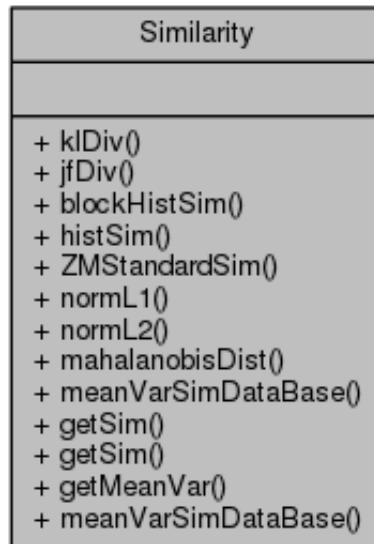 Similarity
+ klDiv()
+ jfDiv()
+ blockHistSim()
+ histSim()
+ ZMStandardSim()
+ normL1()
+ normL2()
+ mahalanobisDist()
+ meanVarSimDataBase()
+ getSim()
+ getSim()
+ getMeanVar()
+ meanVarSimDataBase()